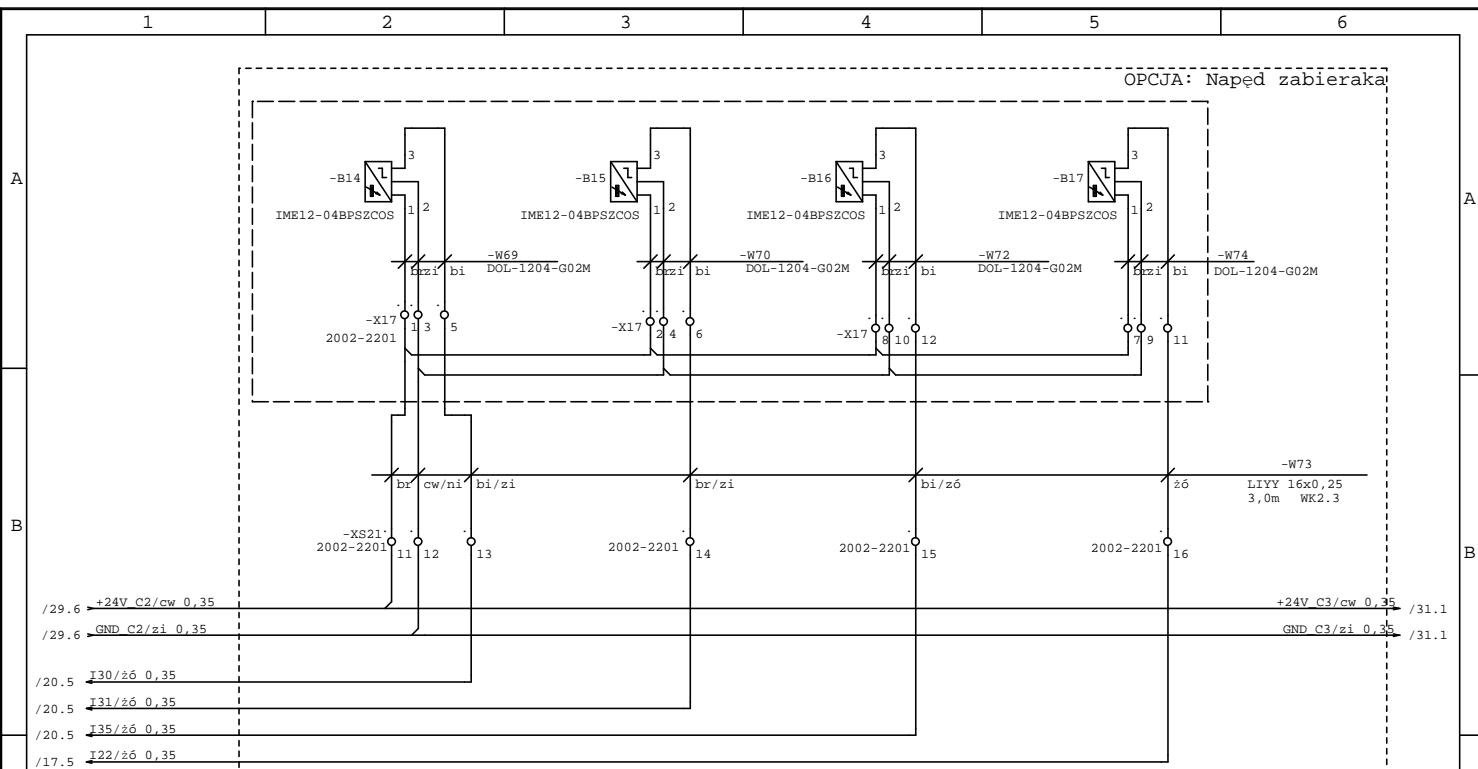 1 2 3 4 5 6
OPCJA: Napęd zabieraka
A A
3 3 3 3
-B14 -B15 -B16 -B17
1 2 1 2 1 2 1 2
IME12-04BPSZCOS IME12-04BPSZCOS IME12-04BPSZCOS IME12-04BPSZCOS
-W69 -W70 -W72 -W74
br zi bi DOL-1204-G02M br zi bi DOL-1204-G02M br zi bi DOL-1204-G02M br zi bi DOL-1204-G02M
-X17 1 3 5 -X17 2 4 6 -X17 8 10 12 7 9 11
2002-2201
-W73
br cw/ni bi/zi br/zi bi/żó żó LIYY 16x0,25
3,0m WK2.3
B B
-XS21
2002-2201 11 12 13 2002-2201 14 2002-2201 15 2002-2201 16
/29.6 +24V_C2/cw 0,35 +24V_C3/cw 0,35 /31.1
/29.6 GND_C2/zi 0,35 GND_C3/zi 0,35 /31.1
/20.5 I30/żó 0,35
/20.5 I31/żó 0,35
/20.5 I35/żó 0,35
/17.5 I22/żó 0,35